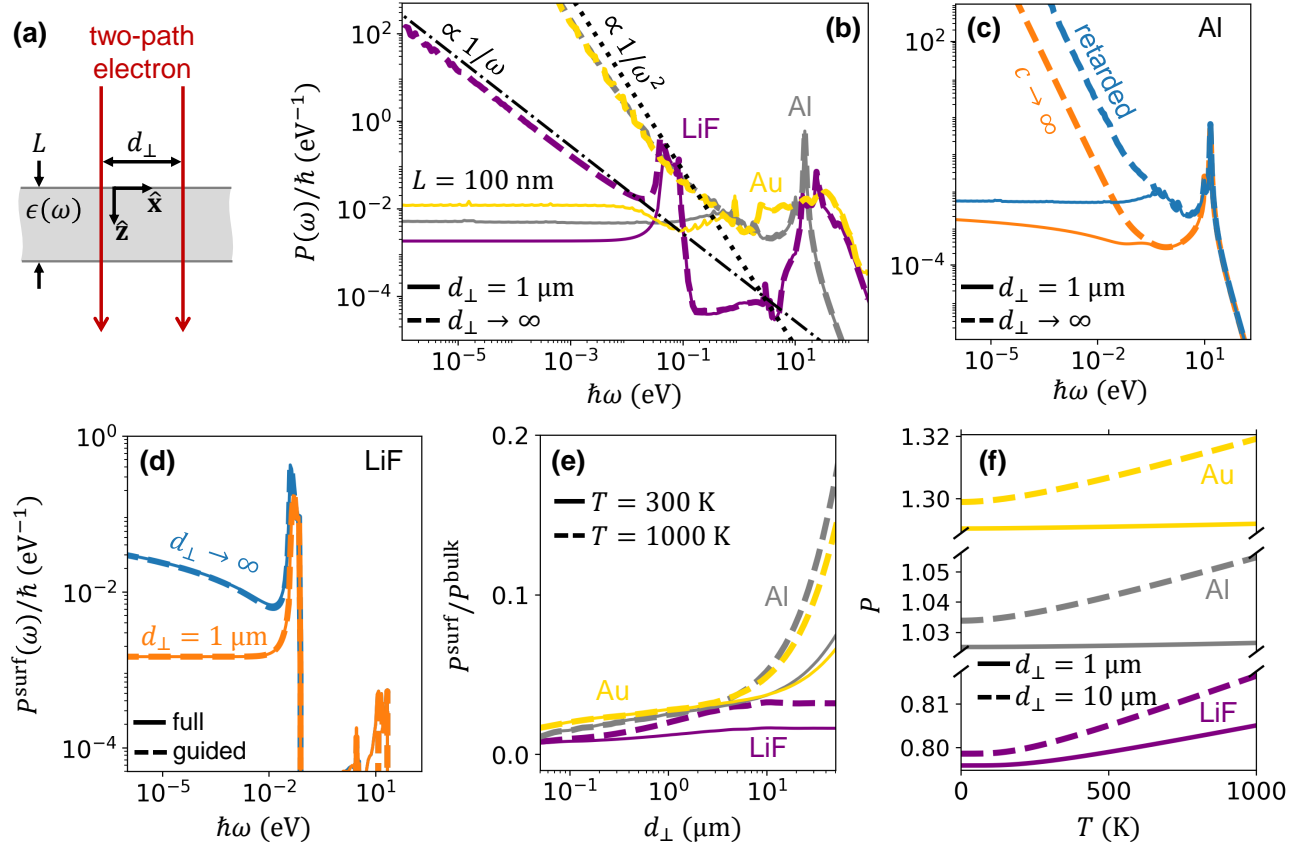 (a)
two-path
electron
d⊥
L
x̂
ϵ(ω)
ẑ
(b)
10²
10⁰
10⁻²
10⁻⁴
P(ω)/ℏ (eV⁻¹)
∝ 1/ω
∝ 1/ω²
Al
LiF
Au
L = 100 nm
d⊥ = 1 μm
d⊥ → ∞
10⁻⁵
10⁻³
10⁻¹
10¹
ℏω (eV)
(c)
Al
10²
10⁻⁴
retarded
c → ∞
d⊥ = 1 μm
d⊥ → ∞
10⁻⁵
10⁻²
10¹
ℏω (eV)
(d)
LiF
10⁰
10⁻²
10⁻⁴
Pˢᵘʳᶠ(ω)/ℏ (eV⁻¹)
d⊥ → ∞
d⊥ = 1 μm
full
guided
10⁻⁵
10⁻²
10¹
ℏω (eV)
(e)
0.2
0.1
0.0
Pˢᵘʳᶠ/Pᵇᵘˡᵏ
T = 300 K
T = 1000 K
Al
Au
LiF
10⁻¹
10⁰
10¹
d⊥ (μm)
(f)
1.32
1.30
1.05
1.03
0.81
0.80
P
Au
Al
d⊥ = 1 μm
d⊥ = 10 μm
LiF
0
500
1000
T (K)